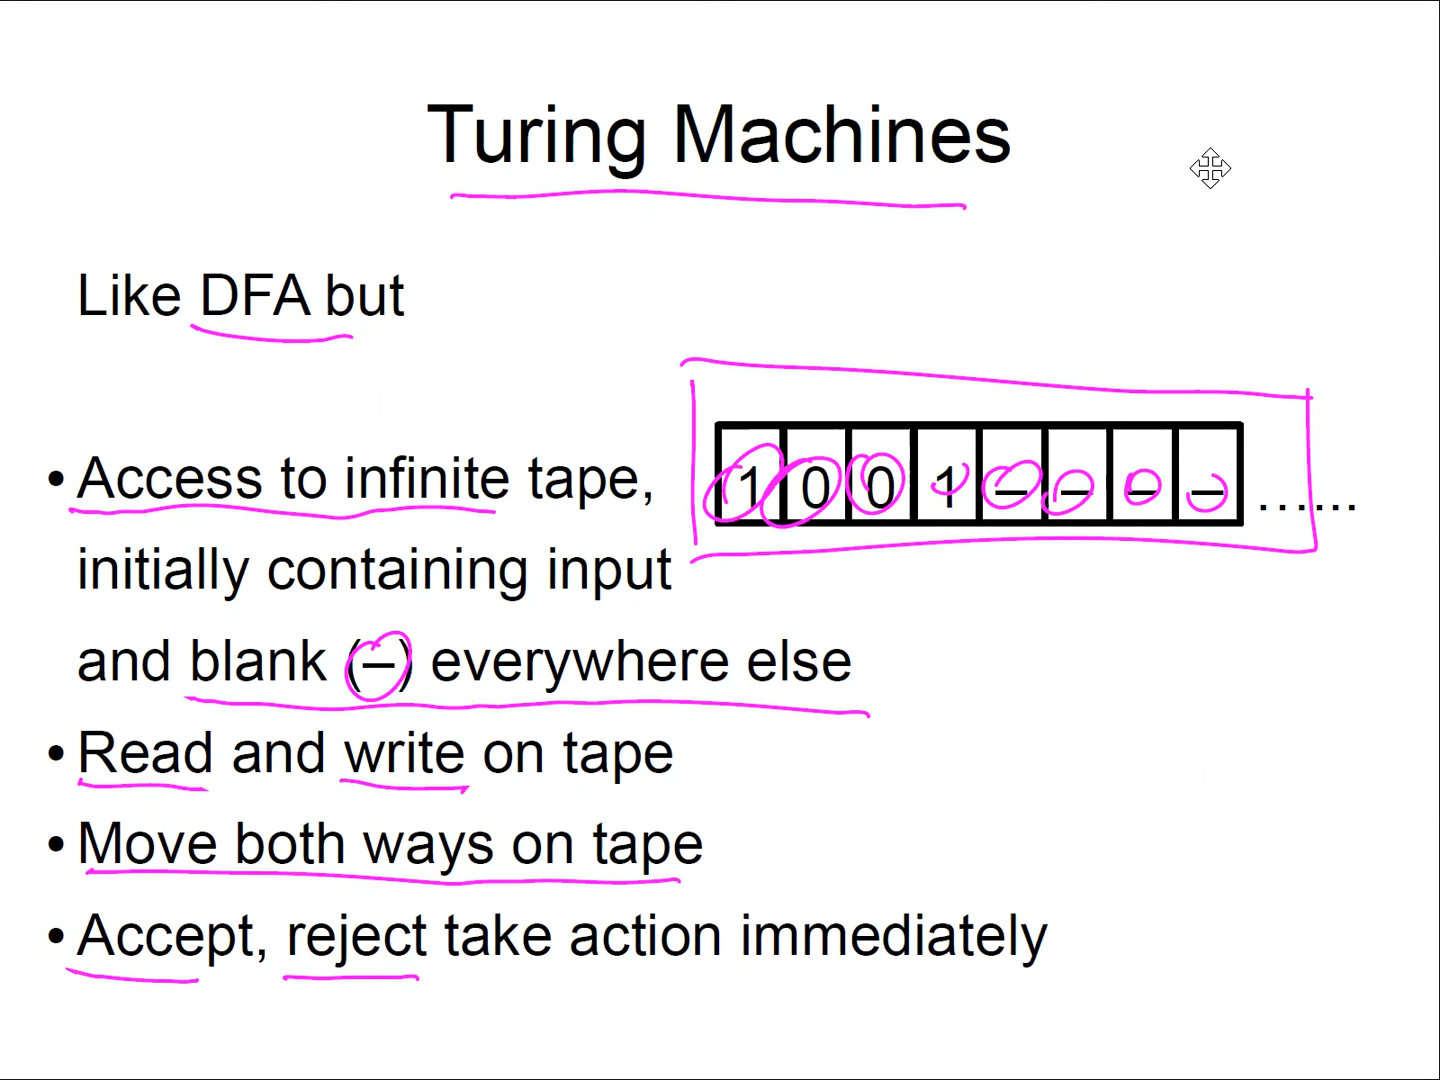 Turing Machines
Like DFA but
• Access to infinite tape,
1 0 0 1 – – – – ......
initially containing input
and blank (–) everywhere else
• Read and write on tape
• Move both ways on tape
• Accept, reject take action immediately